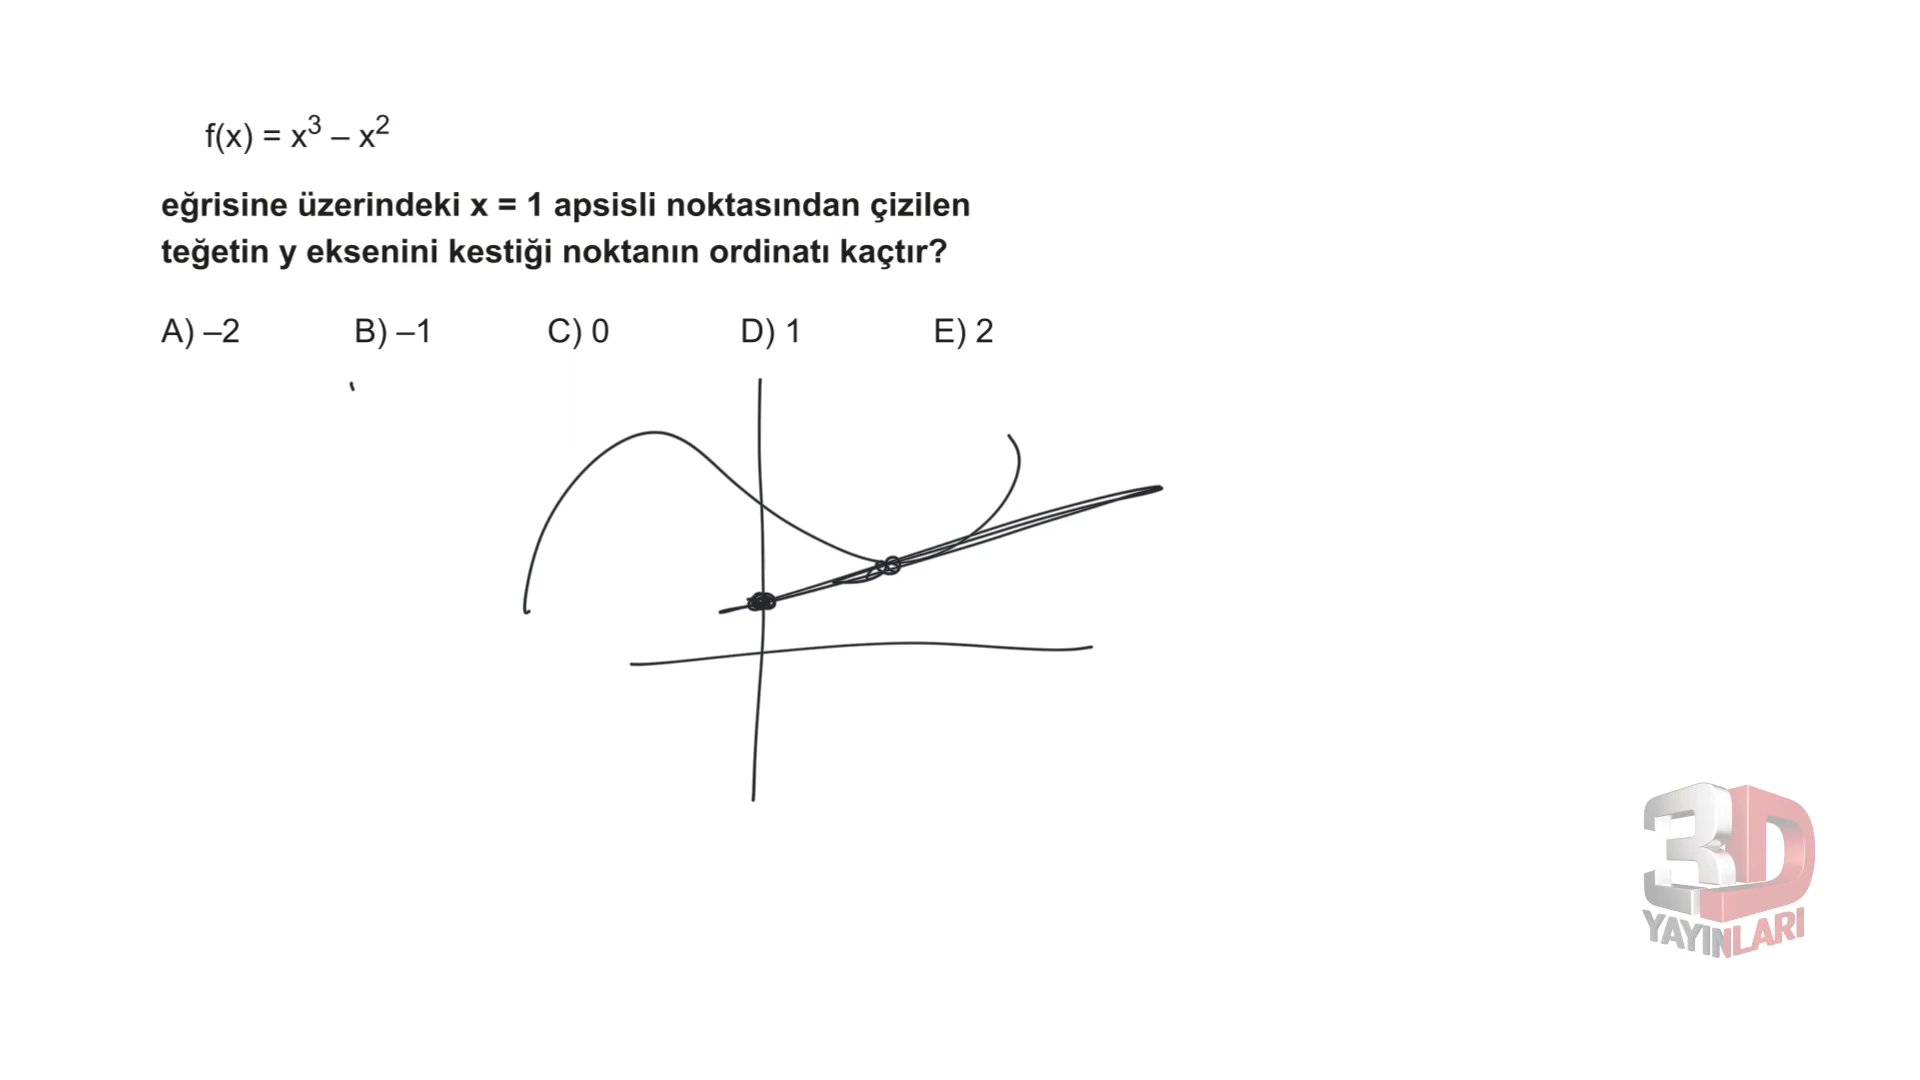 f(x) = x³ – x²
eğrisine üzerindeki x = 1 apsisli noktasından çizilen
teğetin y eksenini kestiği noktanın ordinatı kaçtır?
A) –2 B) –1 C) 0 D) 1 E) 2
3D
YAYINLARI